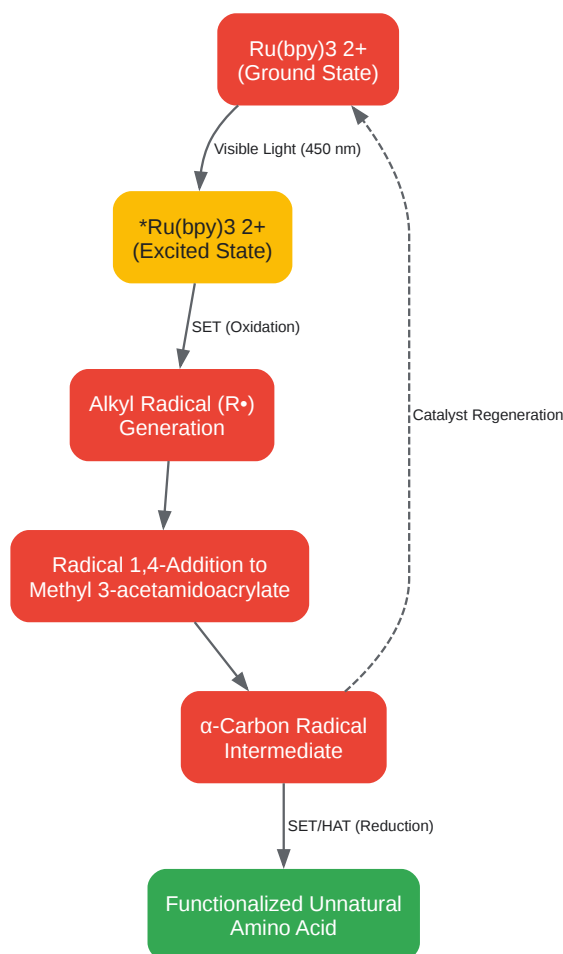 Ru(bpy)3 2+
(Ground State)
Visible Light (450 nm)
*Ru(bpy)3 2+
(Excited State)
SET (Oxidation)
Alkyl Radical (R•)
Generation
Catalyst Regeneration
Radical 1,4-Addition to
Methyl 3-acetamidoacrylate
α-Carbon Radical
Intermediate
SET/HAT (Reduction)
Functionalized Unnatural
Amino Acid